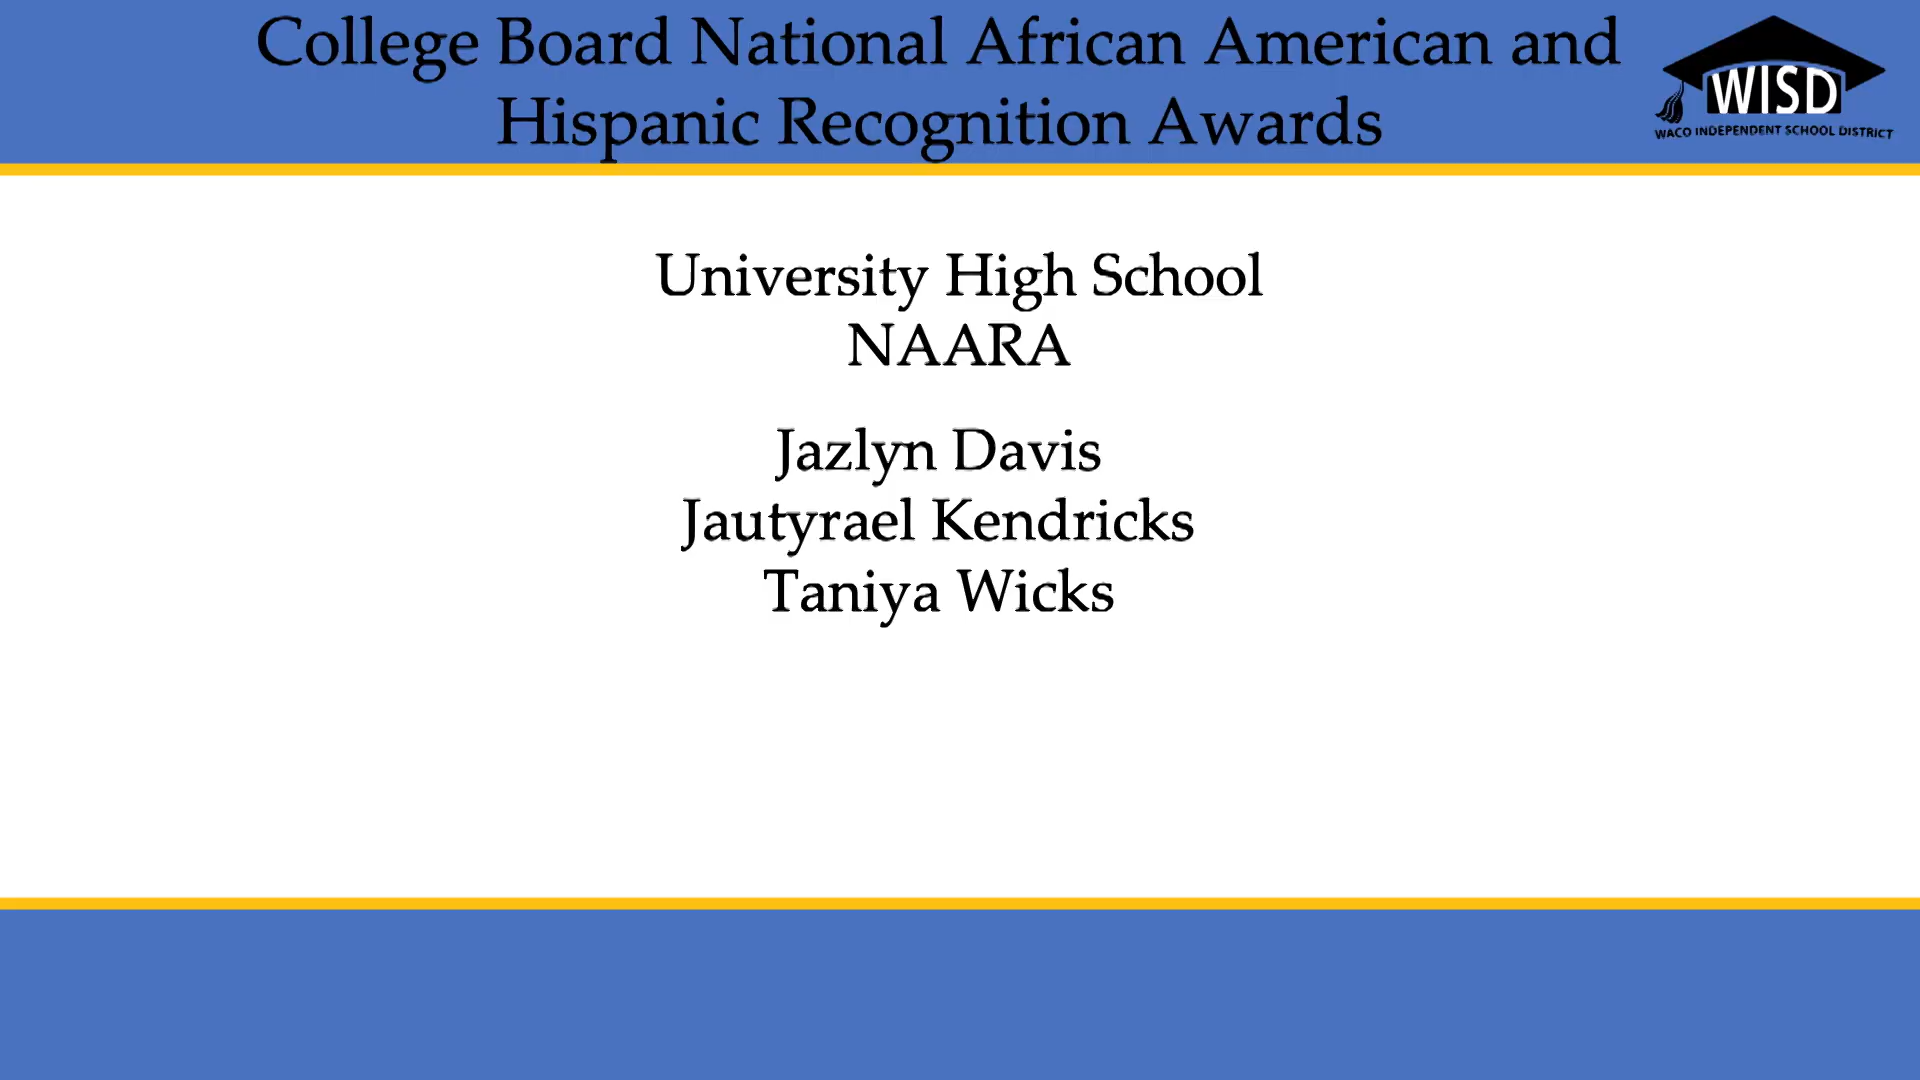 College Board National African American and
Hispanic Recognition Awards
WISD
WACO INDEPENDENT SCHOOL DISTRICT
University High School
NAARA
Jazlyn Davis
Jautyrael Kendricks
Taniya Wicks